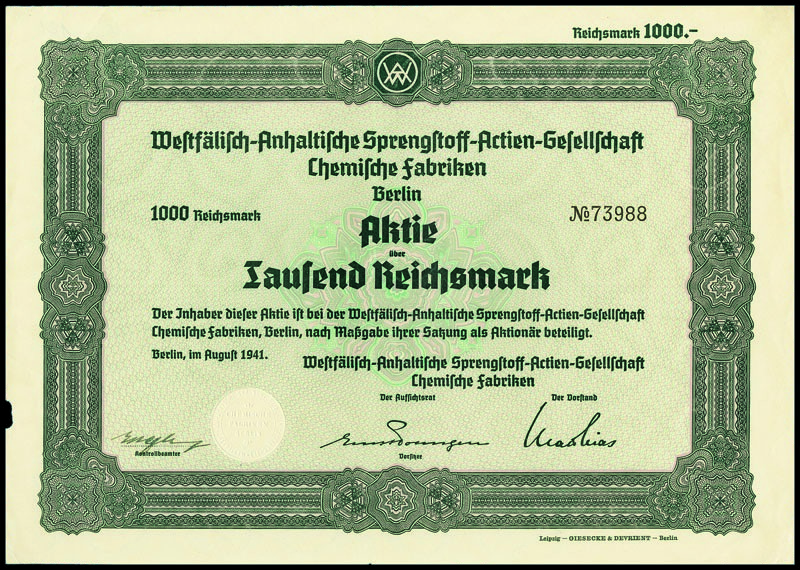 Reichsmark 1000.-
Westfälisch-Anhaltische Sprengstoff-Actien-Gesellschaft
Chemische Fabriken
Berlin
1000 Reichsmark
№73988
Aktie
über
Tausend Reichsmark
Der Inhaber dieser Aktie ist bei der Westfälisch-Anhaltische Sprengstoff-Actien-Gesellschaft
Chemische Fabriken, Berlin, nach Maßgabe ihrer Satzung als Aktionär beteiligt.
Berlin, im August 1941.
Westfälisch-Anhaltische Sprengstoff-Actien-Gesellschaft
Chemische Fabriken
Der Aufsichtsrat
Der Vorstand
Kontrollbeamter
Vorsitzer
Leipzig — GIESECKE & DEVRIENT — Berlin